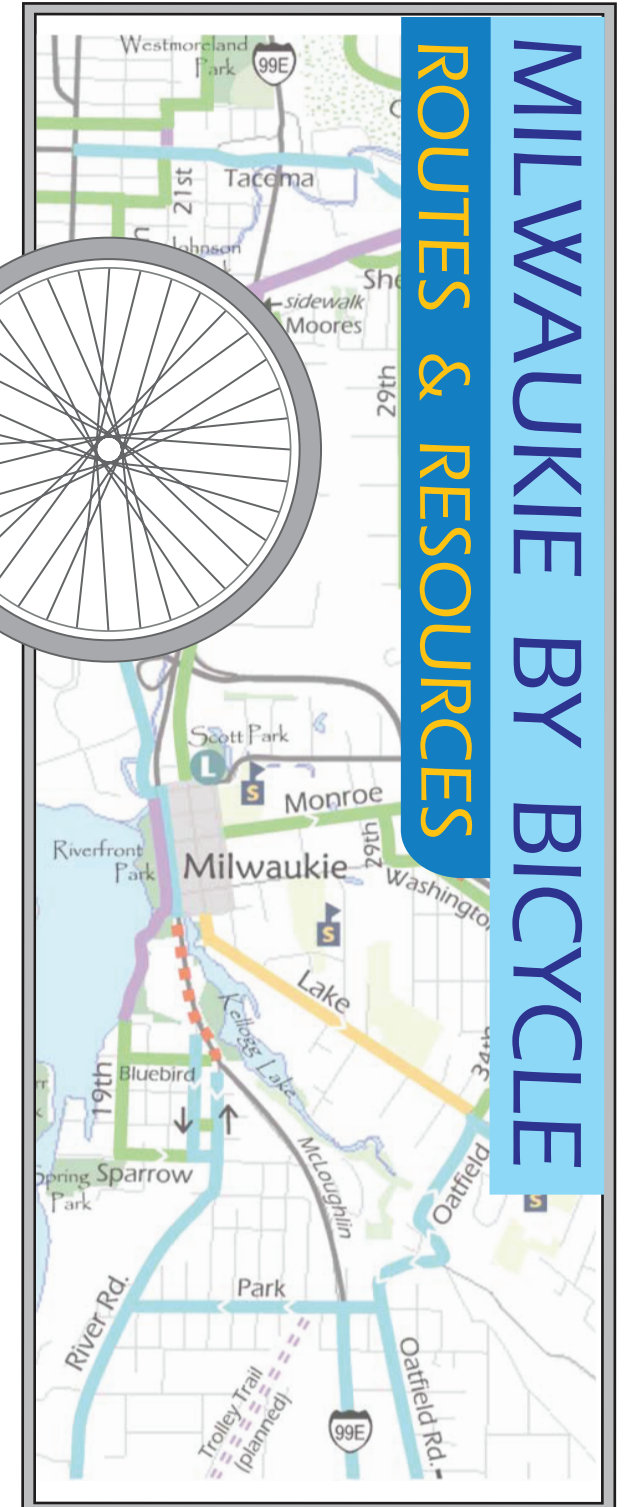 MILWAUKIE BY BICYCLE
ROUTES & RESOURCES
Westmoreland
Park
99E
21st
Tacoma
Johnson
sidewalk
Moores
29th
Scott Park
L
S
Monroe
Riverfront
Park
Milwaukie
29th
S
Lake
Kellogg Lake
34th
Bluebird
19th
Spring
Park
Sparrow
McLoughlin
Oatfield
S
River Rd.
Park
Trolley Trail
(planned)
99E
Oatfield Rd.